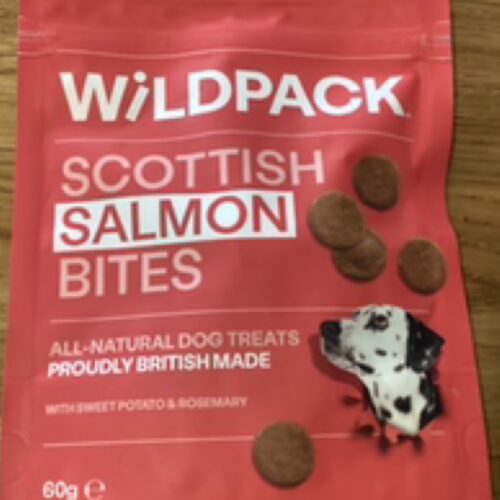 WiLDPACK
SCOTTISH
SALMON
BITES
ALL-NATURAL DOG TREATS
PROUDLY BRITISH MADE
WITH SWEET POTATO & ROSEMARY
60g ℮